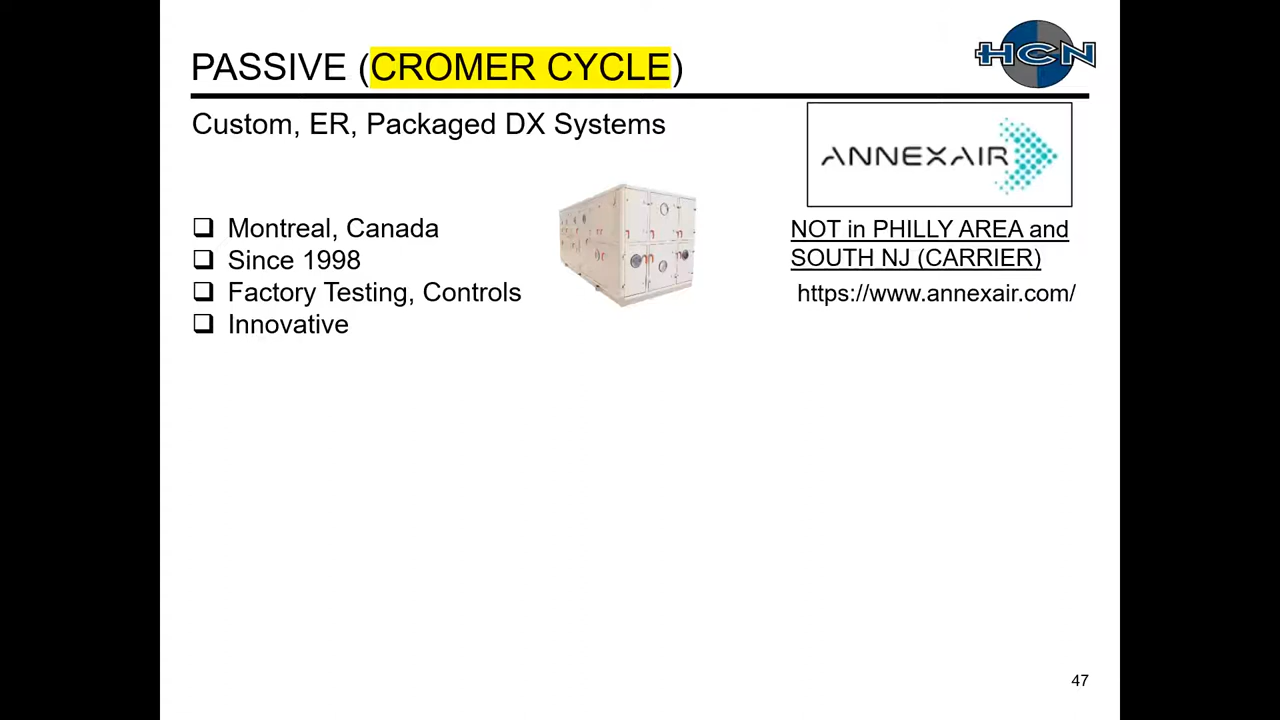 PASSIVE (CROMER CYCLE)
HCN
Custom, ER, Packaged DX Systems
ANNEXAIR
Montreal, Canada
Since 1998
Factory Testing, Controls
Innovative
NOT in PHILLY AREA and
SOUTH NJ (CARRIER)
https://www.annexair.com/
47